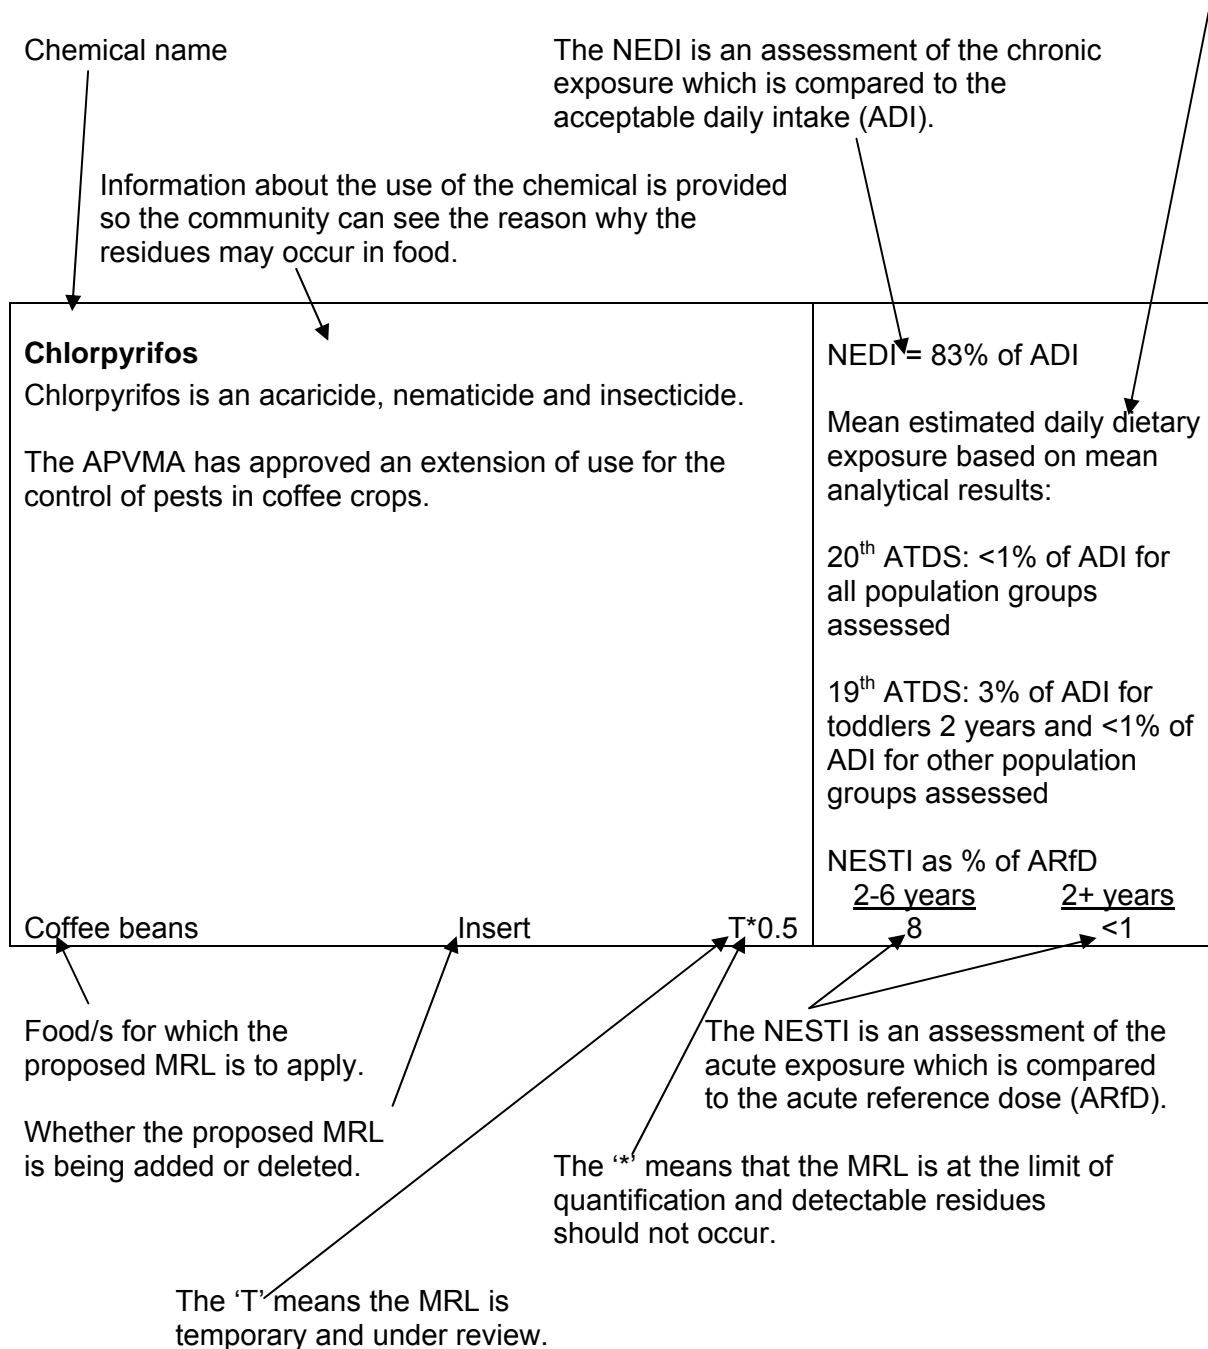 Chemical name
The NEDI is an assessment of the chronic
exposure which is compared to the
acceptable daily intake (ADI).
Information about the use of the chemical is provided
so the community can see the reason why the
residues may occur in food.
Chlorpyrifos
Chlorpyrifos is an acaricide, nematicide and insecticide.
The APVMA has approved an extension of use for the
control of pests in coffee crops.
Coffee beans Insert T*0.5
NEDI = 83% of ADI
Mean estimated daily dietary
exposure based on mean
analytical results:
20th ATDS: <1% of ADI for
all population groups
assessed
19th ATDS: 3% of ADI for
toddlers 2 years and <1% of
ADI for other population
groups assessed
NESTI as % of ARfD
2-6 years 2+ years
8 <1
Food/s for which the
proposed MRL is to apply.
Whether the proposed MRL
is being added or deleted.
The NESTI is an assessment of the
acute exposure which is compared
to the acute reference dose (ARfD).
The ‘*’ means that the MRL is at the limit of
quantification and detectable residues
should not occur.
The ‘T’ means the MRL is
temporary and under review.